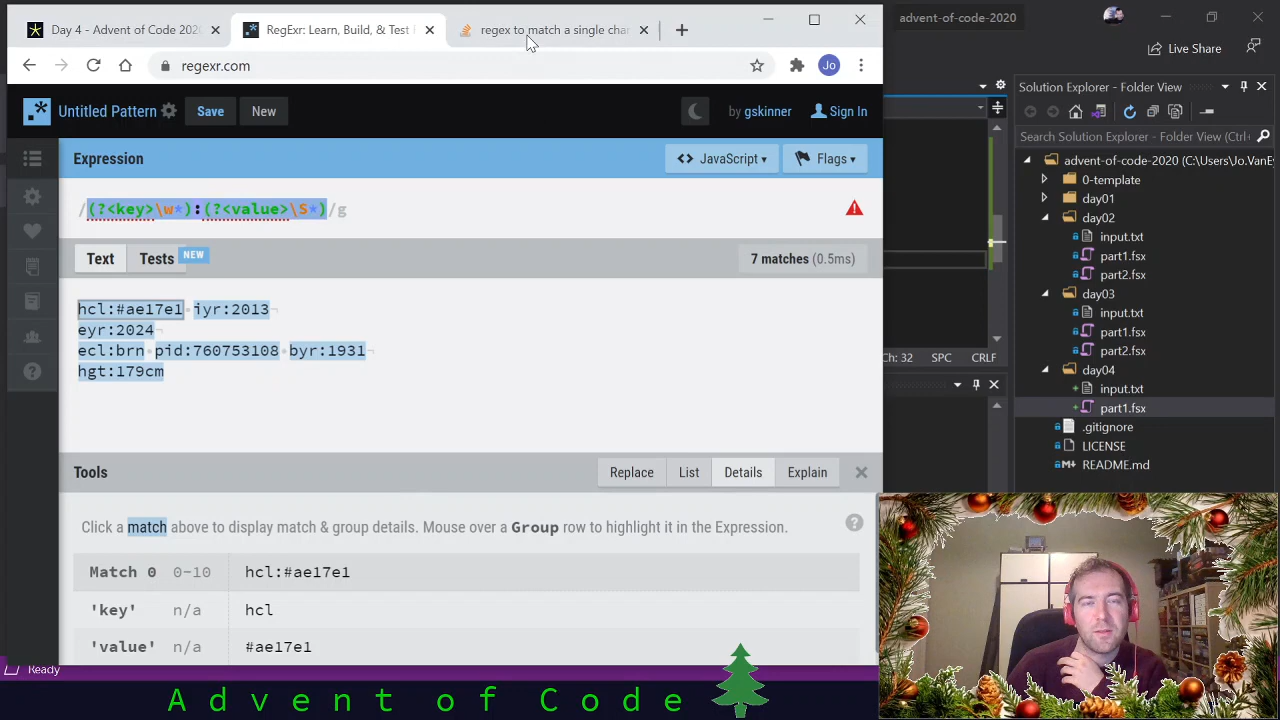 Day 4 - Advent of Code 2020
RegExr: Learn, Build, & Test
regex to match a single char
advent-of-code-2020
regexr.com
Jo
Live Share
Untitled Pattern
Save
New
by gskinner
Sign In
Solution Explorer - Folder View
Search Solution Explorer - Folder View (Ctrl
Expression
JavaScript
Flags
/(?<key>\w*):(?<value>\S*)/g
Text
Tests
NEW
7 matches (0.5ms)
hcl:#ae17e1 iyr:2013
eyr:2024
ecl:brn pid:760753108 byr:1931
hgt:179cm
Tools
Replace
List
Details
Explain
Click a match above to display match & group details. Mouse over a Group row to highlight it in the Expression.
Match 0 0-10 hcl:#ae17e1
'key' n/a hcl
'value' n/a #ae17e1
advent-of-code-2020 (C:\Users\Jo.VanE
0-template
day01
day02
input.txt
part1.fsx
part2.fsx
day03
input.txt
part1.fsx
part2.fsx
day04
input.txt
part1.fsx
.gitignore
LICENSE
README.md
Ch: 32 SPC CRLF
Ready
Advent of Code